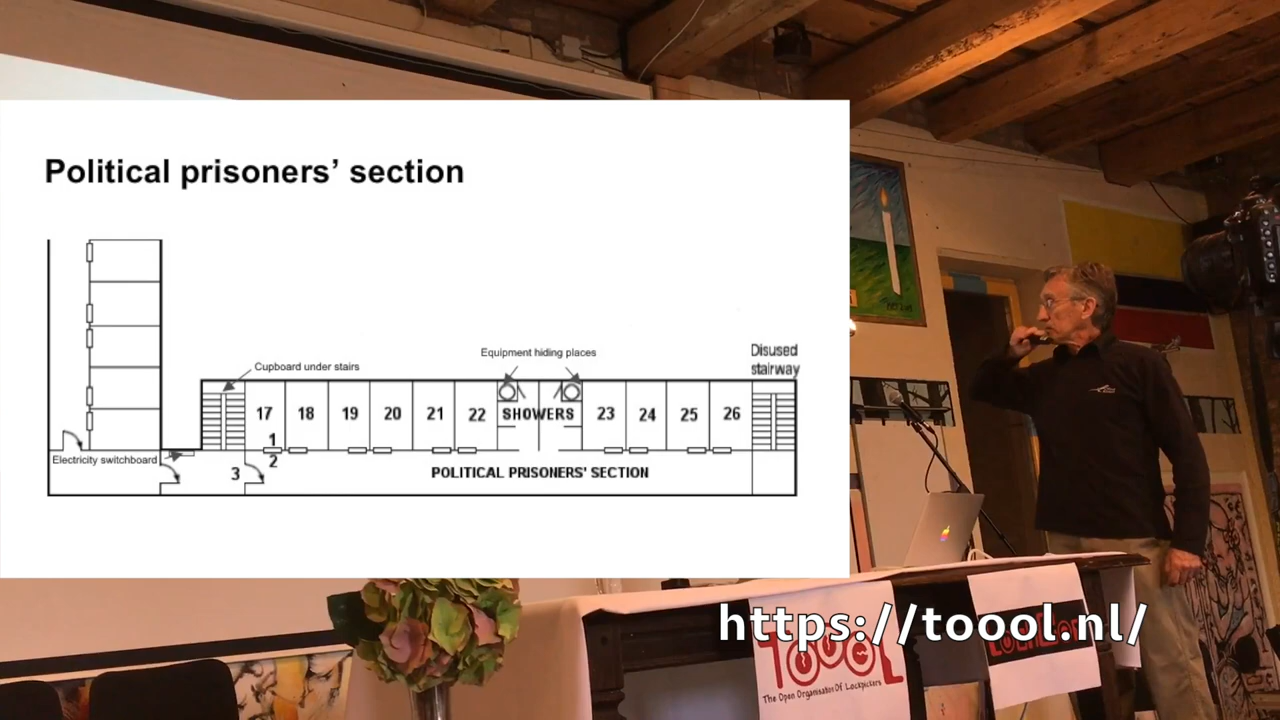 Political prisoners’ section
Disused
stairway
Equipment hiding places
Cupboard under stairs
17 18 19 20 21 22 SHOWERS 23 24 25 26
1
2
Electricity switchboard
3
POLITICAL PRISONERS' SECTION
https://toool.nl/
TOOOL
The Open Organisation Of Lockpickers